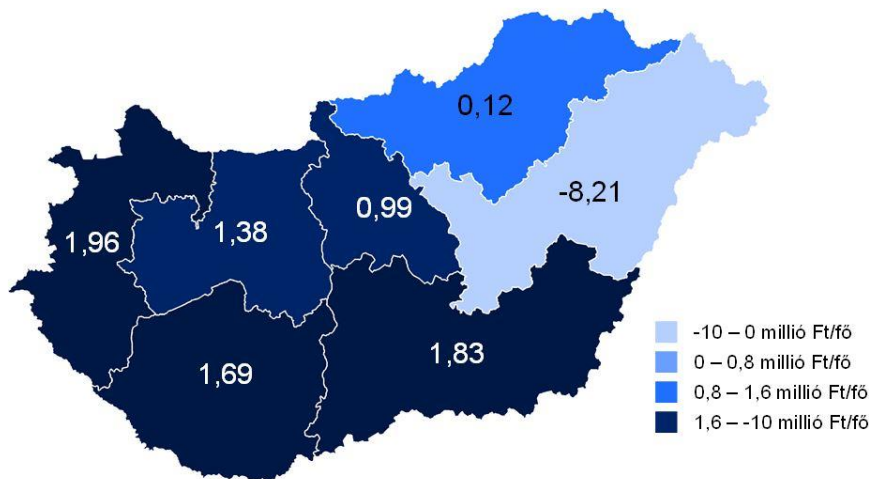 0,12
-8,21
0,99
1,38
1,96
1,83
1,69
-10 – 0 millió Ft/fő
0 – 0,8 millió Ft/fő
0,8 – 1,6 millió Ft/fő
1,6 – -10 millió Ft/fő